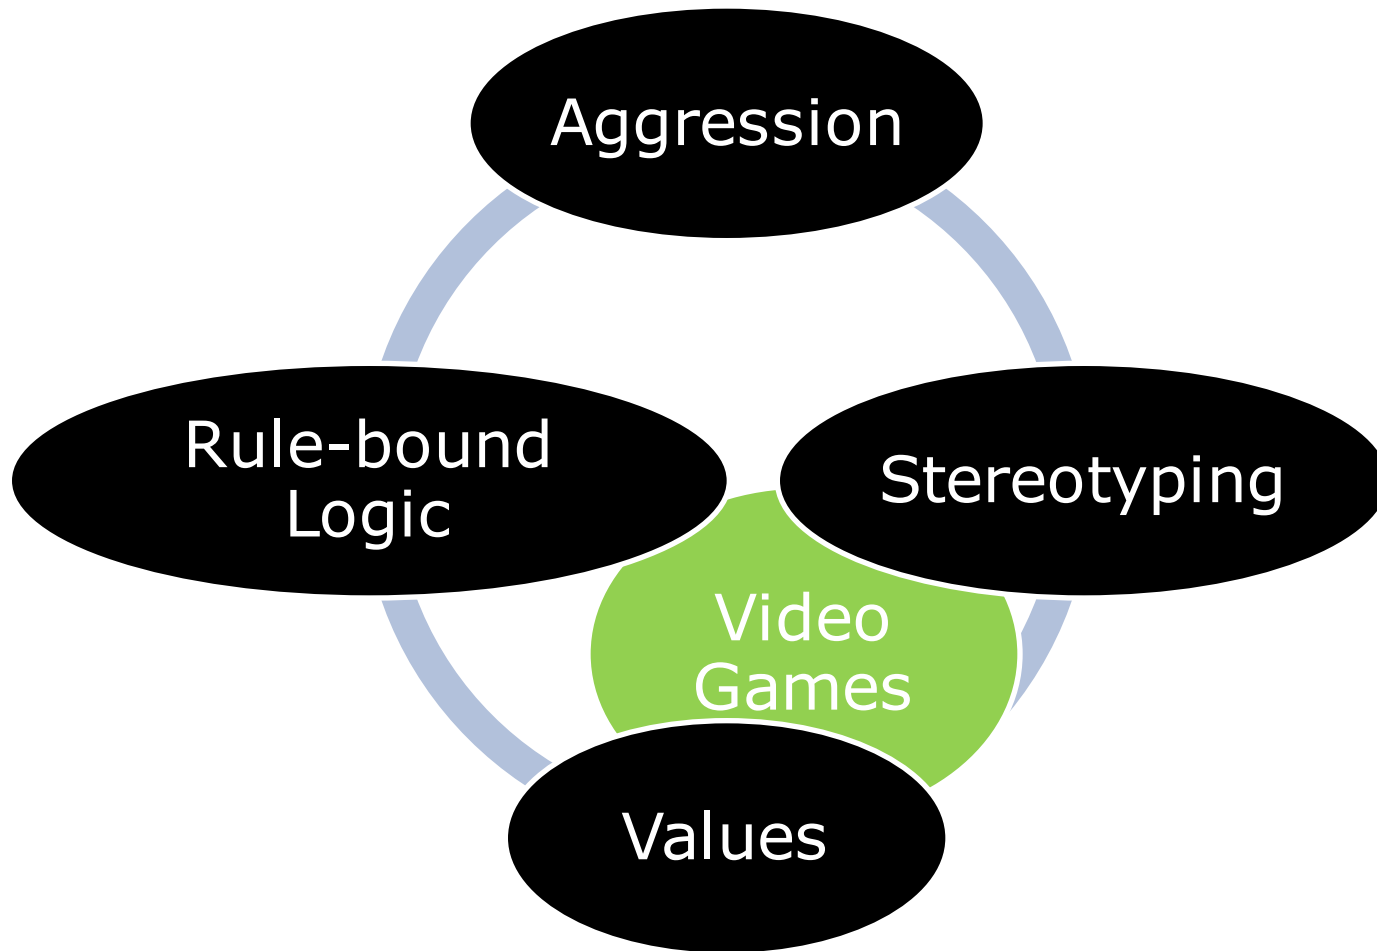 Aggression
Rule-bound
Logic
Stereotyping
Video
Games
Values